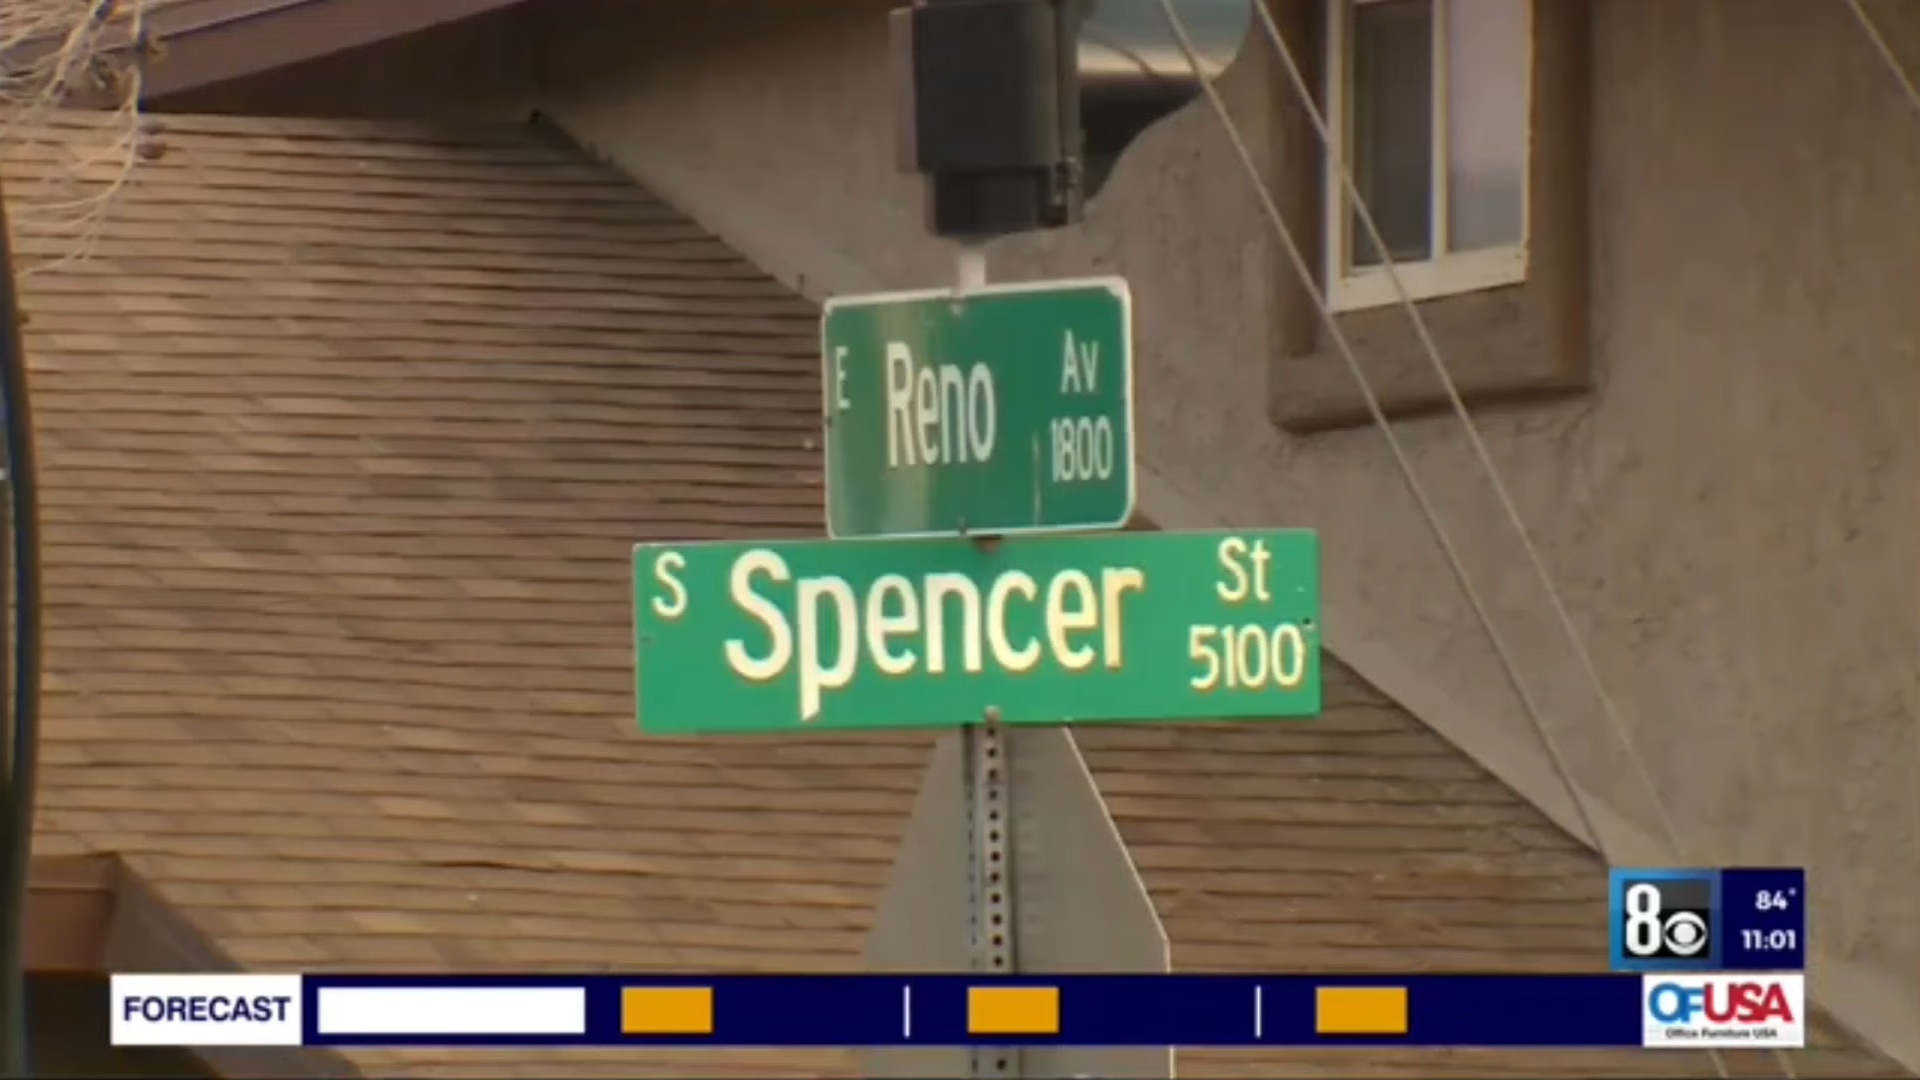 E Reno Av
1800
S Spencer St
5100
8
84°
11:01
FORECAST
OFUSA
Office Furniture USA